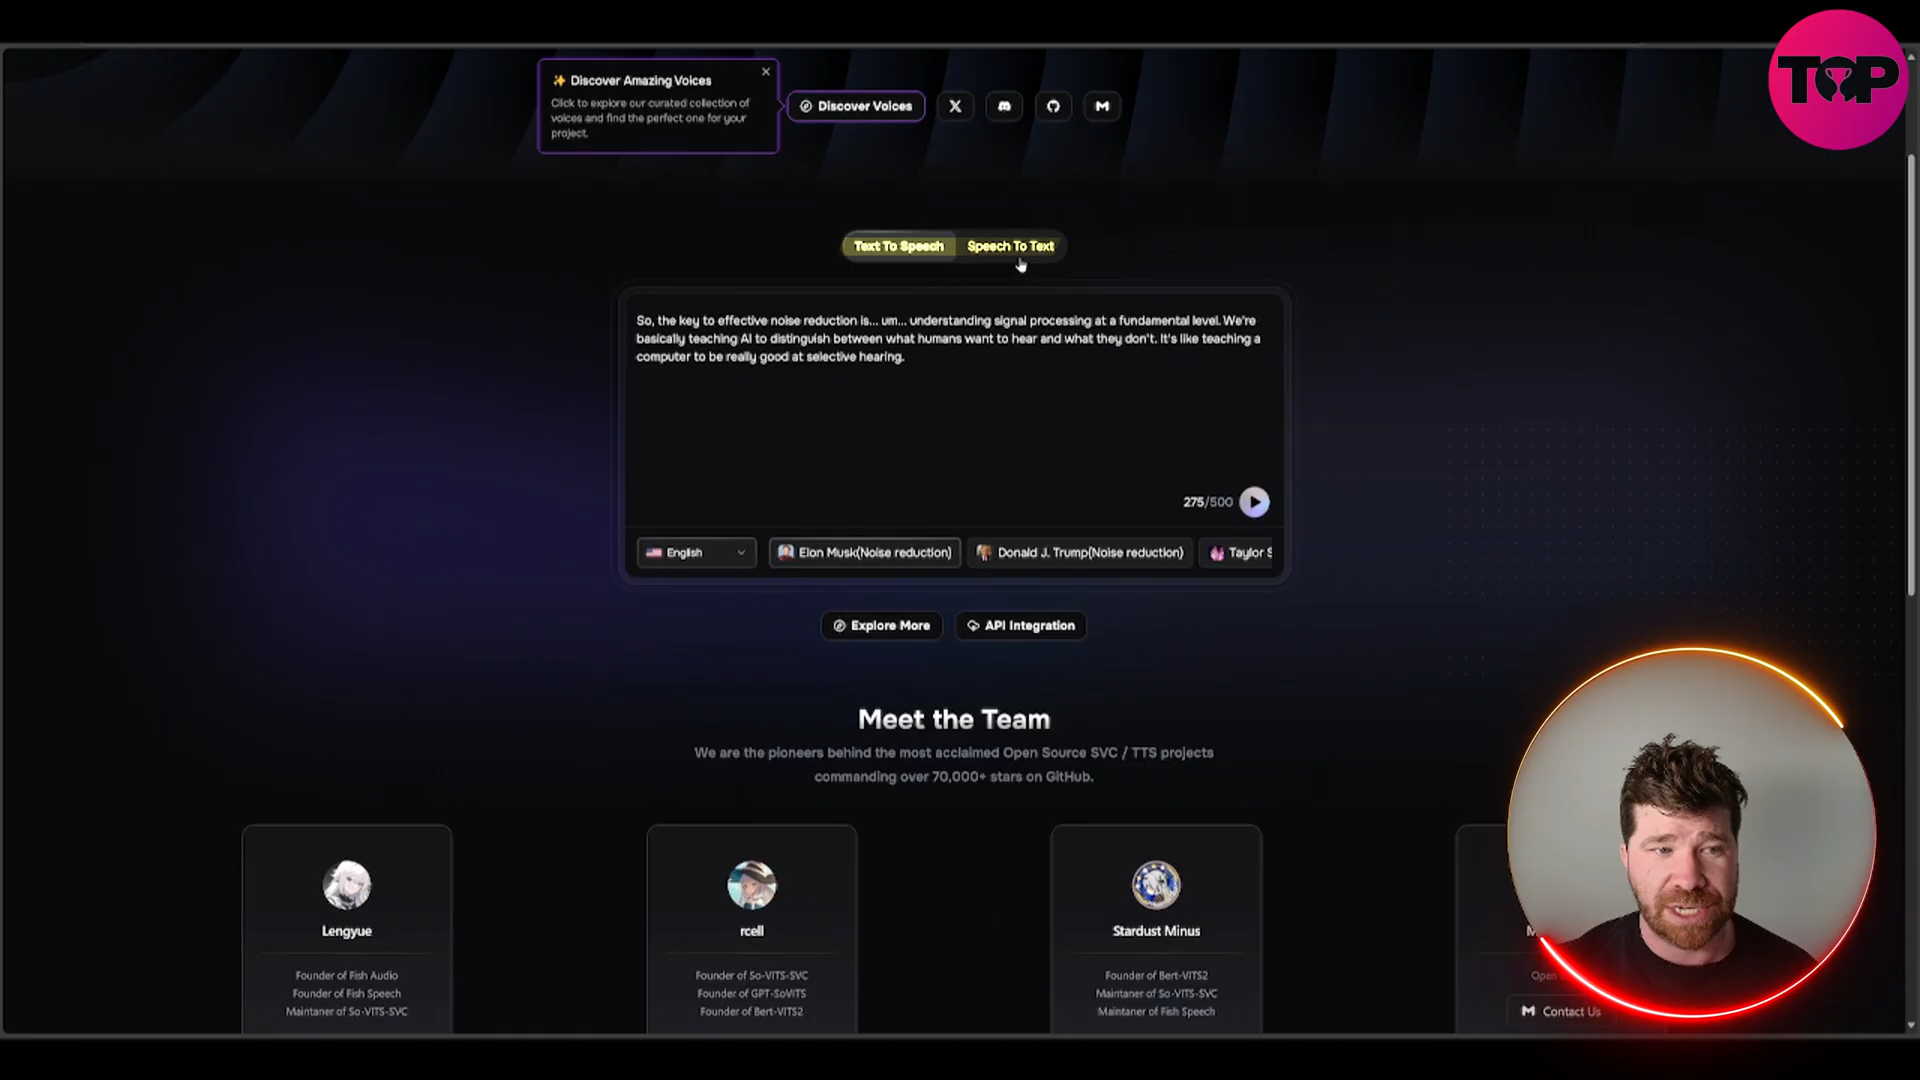 TOP
✨ Discover Amazing Voices
Click to explore our curated collection of
voices and find the perfect one for your
project.
Discover Voices
Text To Speech
Speech To Text
So, the key to effective noise reduction is... um... understanding signal processing at a fundamental level. We're
basically teaching AI to distinguish between what humans want to hear and what they don't. It's like teaching a
computer to be really good at selective hearing.
275/500
English
Elon Musk(Noise reduction)
Donald J. Trump(Noise reduction)
Taylor S
Explore More
API Integration
Meet the Team
We are the pioneers behind the most acclaimed Open Source SVC / TTS projects
commanding over 70,000+ stars on GitHub.
Lengyue
Founder of Fish Audio
Founder of Fish Speech
Maintaner of So-VITS-SVC
rcell
Founder of So-VITS-SVC
Founder of GPT-SoVITS
Founder of Bert-VITS2
Stardust Minus
Founder of Bert-VITS2
Maintaner of So-VITS-SVC
Maintaner of Fish Speech
Open
Contact Us